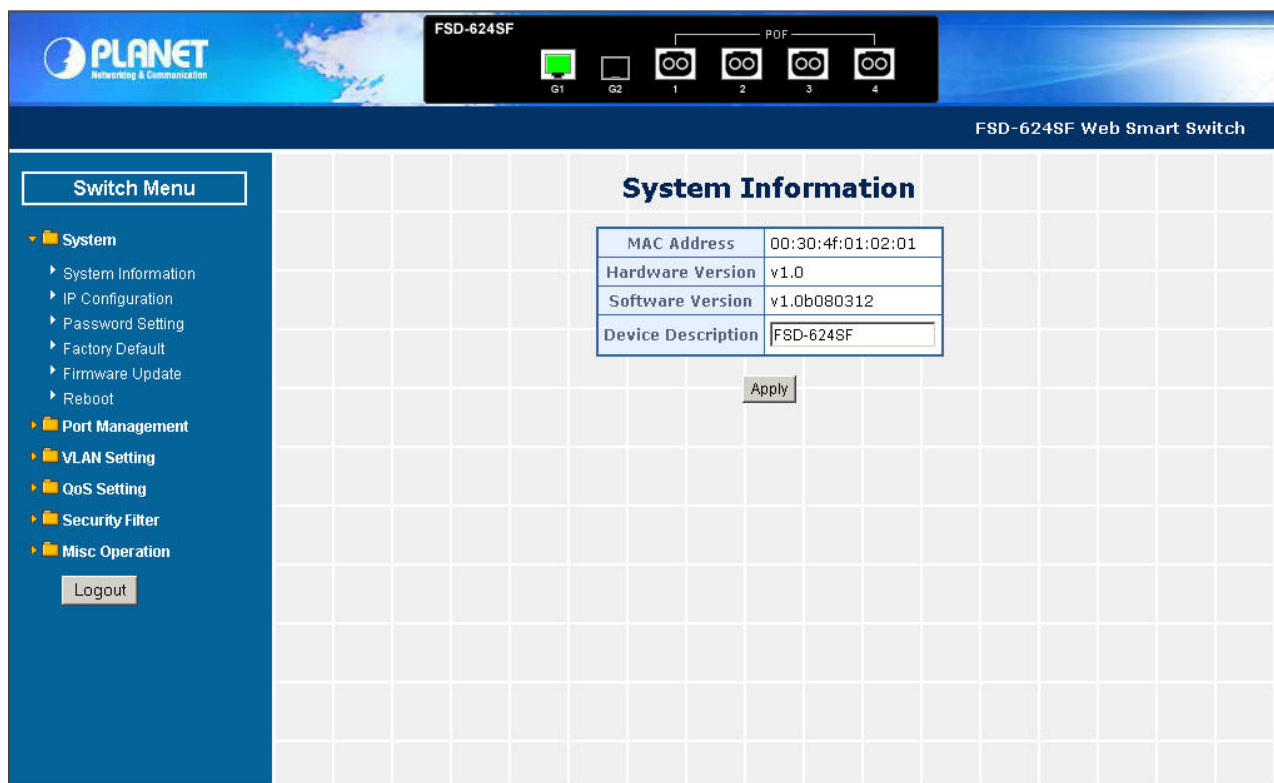 PLANET
Networking & Communication
FSD-624SF
POF
G1 G2 1 2 3 4
FSD-624SF Web Smart Switch
Switch Menu
System
System Information
IP Configuration
Password Setting
Factory Default
Firmware Update
Reboot
Port Management
VLAN Setting
QoS Setting
Security Filter
Misc Operation
Logout
System Information
MAC Address 00:30:4f:01:02:01
Hardware Version v1.0
Software Version v1.0b080312
Device Description FSD-624SF
Apply